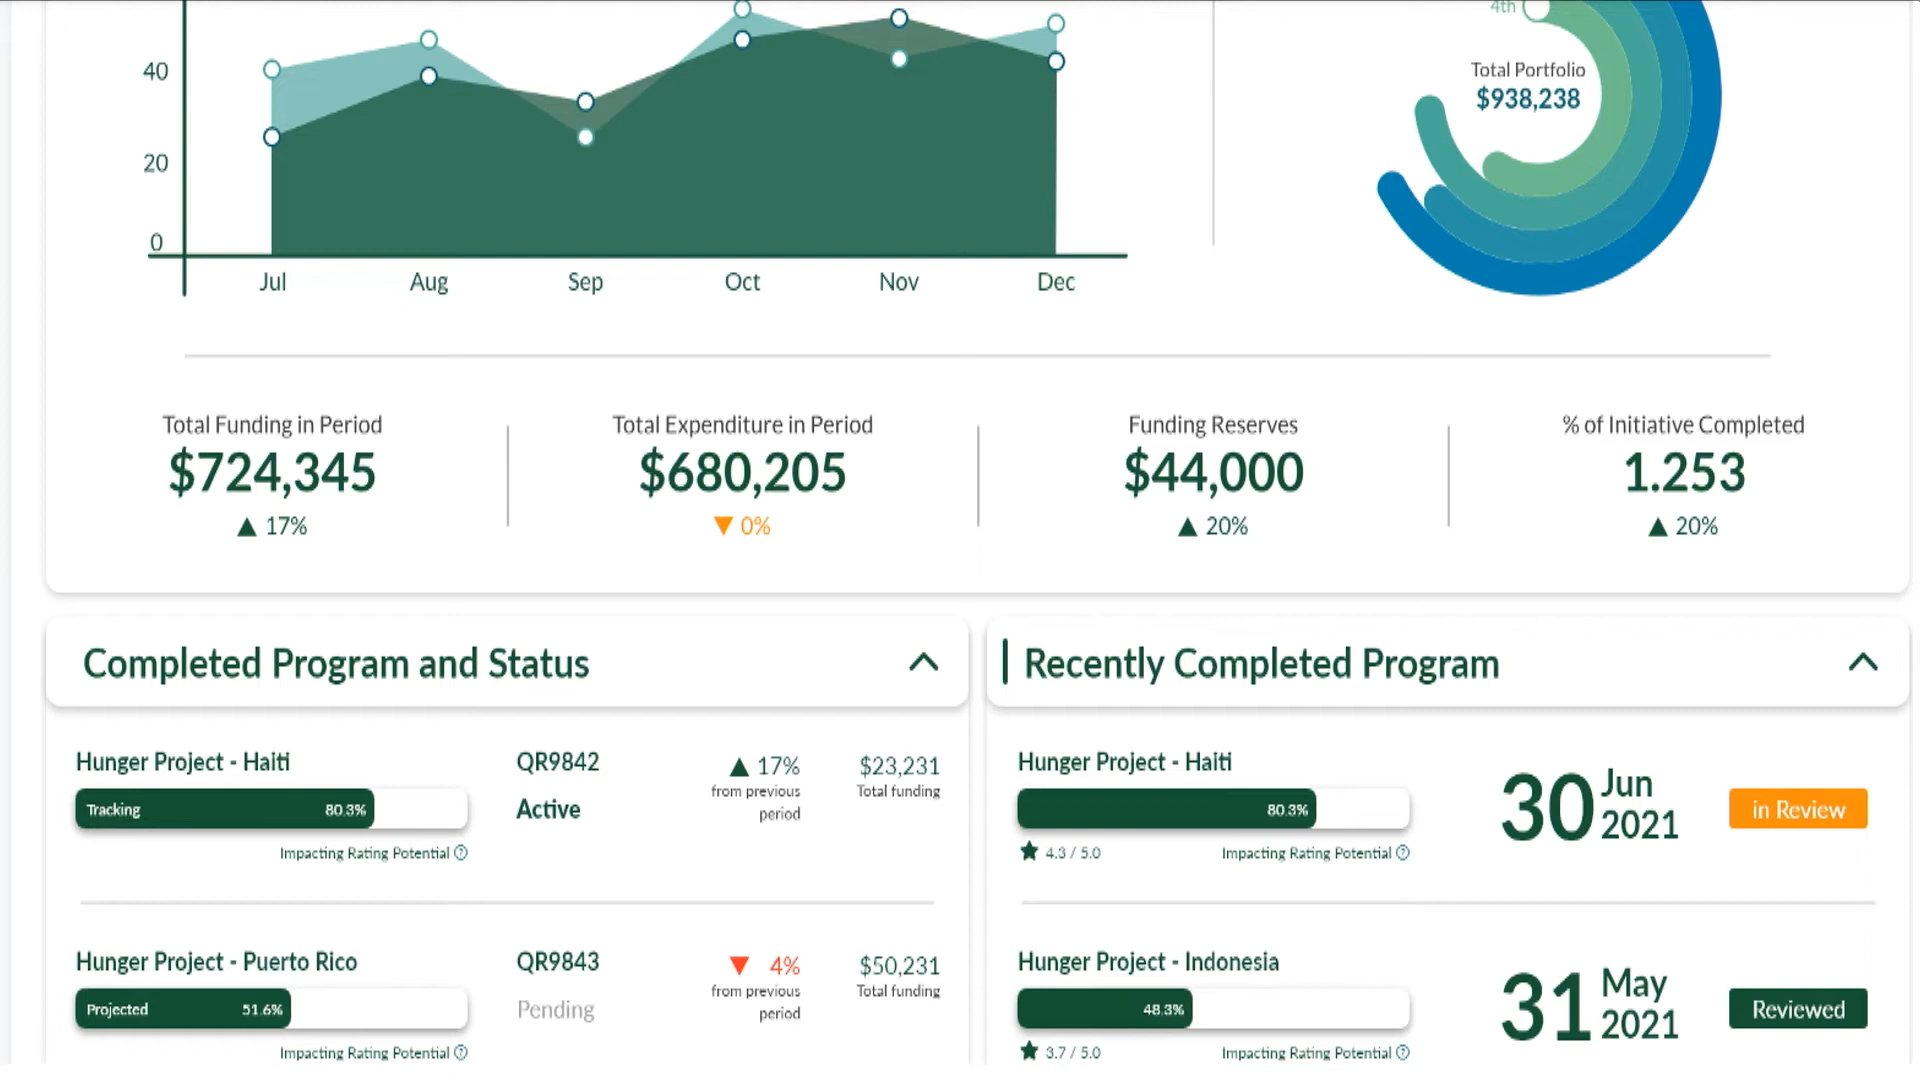 4th
40
20
0
Jul Aug Sep Oct Nov Dec
Total Portfolio
$938,238
Total Funding in Period
$724,345
▲ 17%
Total Expenditure in Period
$680,205
▼ 0%
Funding Reserves
$44,000
▲ 20%
% of Initiative Completed
1.253
▲ 20%
Completed Program and Status
Hunger Project - Haiti
Tracking 80.3%
Impacting Rating Potential ?
QR9842
Active
▲ 17%
from previous
period
$23,231
Total funding
Hunger Project - Puerto Rico
Projected 51.6%
Impacting Rating Potential ?
QR9843
Pending
▼ 4%
from previous
period
$50,231
Total funding
Recently Completed Program
Hunger Project - Haiti
80.3%
★ 4.3 / 5.0 Impacting Rating Potential ?
30 Jun
2021
in Review
Hunger Project - Indonesia
48.3%
★ 3.7 / 5.0 Impacting Rating Potential ?
31 May
2021
Reviewed